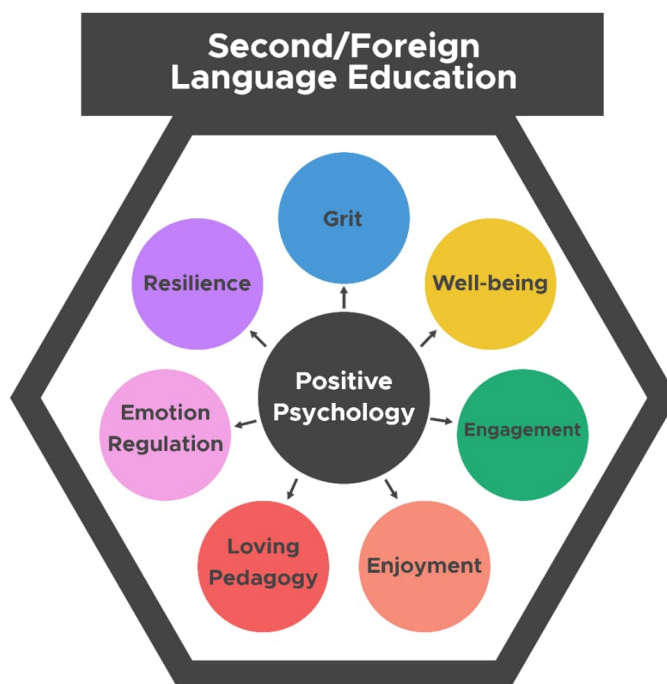 Second/Foreign
Language Education
Grit
Resilience
Well-being
Positive
Psychology
Emotion
Regulation
Engagement
Loving
Pedagogy
Enjoyment